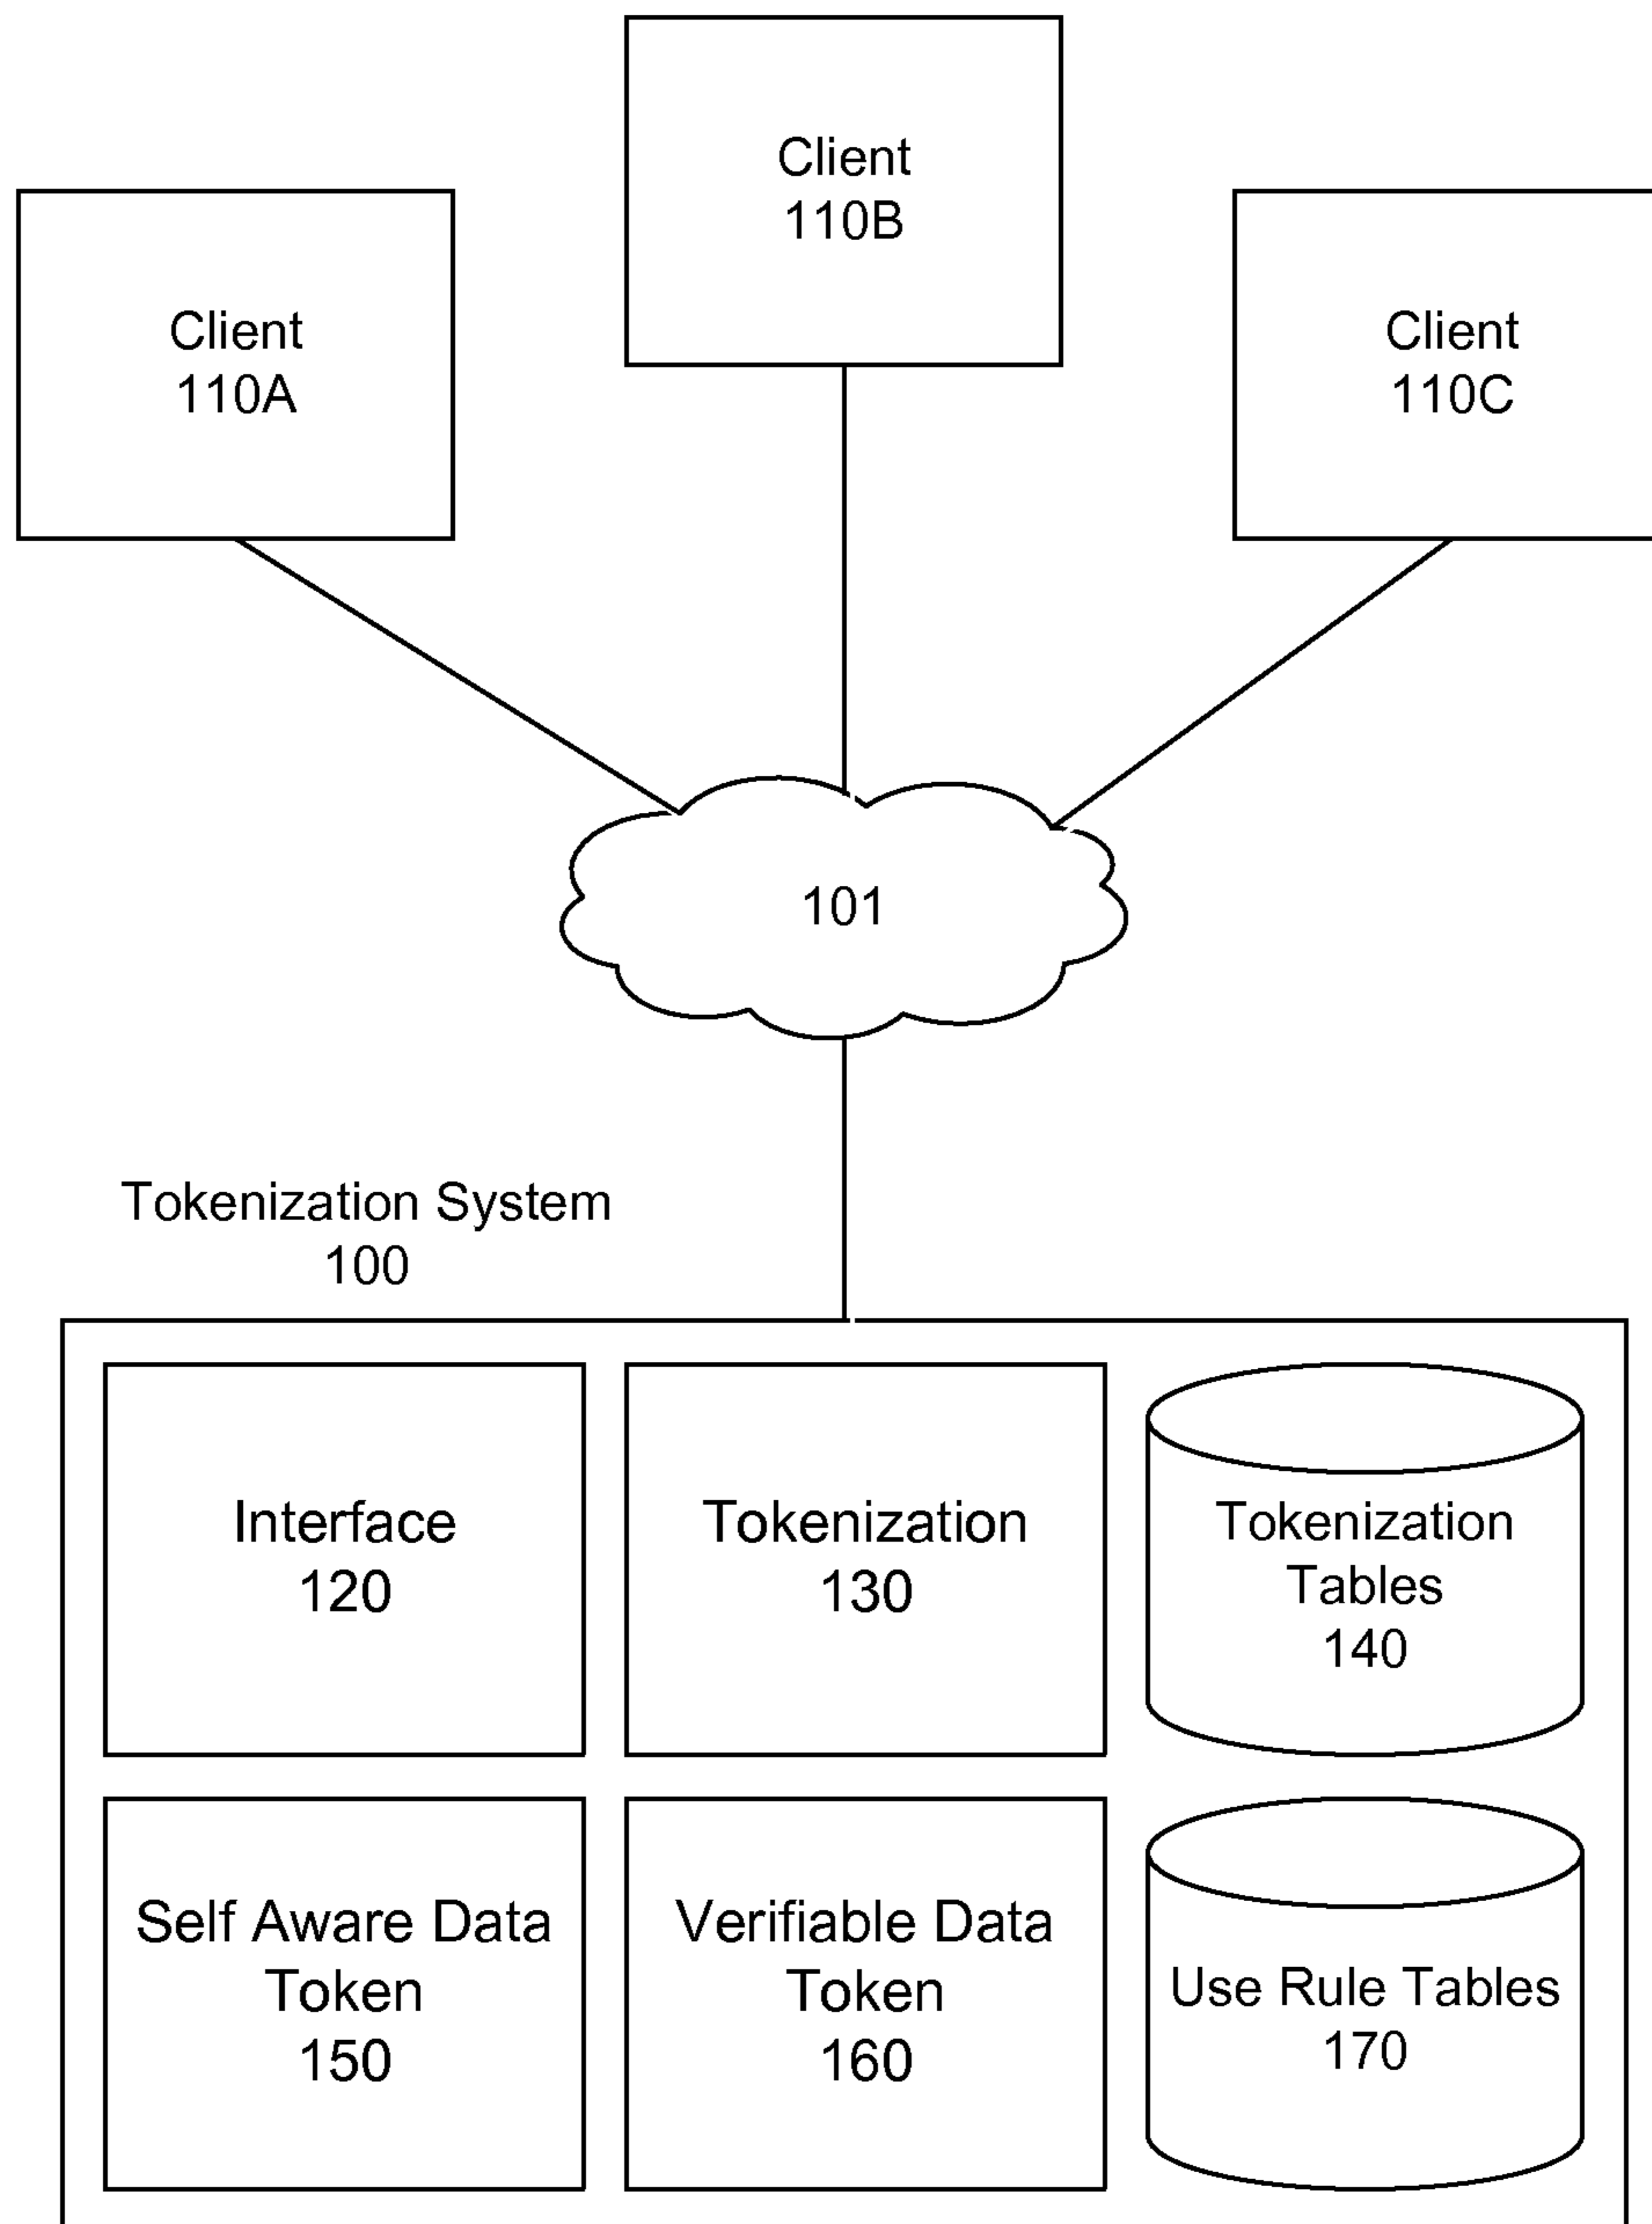 Client
110B
Client
110A
Client
110C
101
Tokenization System
100
Interface
120
Tokenization
130
Tokenization
Tables
140
Self Aware Data
Token
150
Verifiable Data
Token
160
Use Rule Tables
170